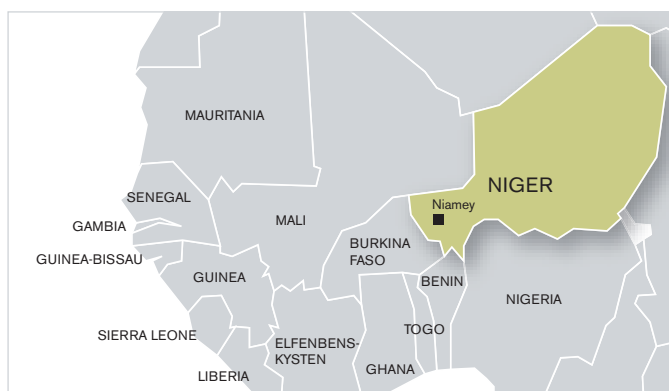 MAURITANIA
NIGER
SENEGAL
Niamey
MALI
GAMBIA
BURKINA
FASO
GUINEA-BISSAU
GUINEA
BENIN
NIGERIA
SIERRA LEONE
TOGO
ELFENBENS-
KYSTEN
GHANA
LIBERIA